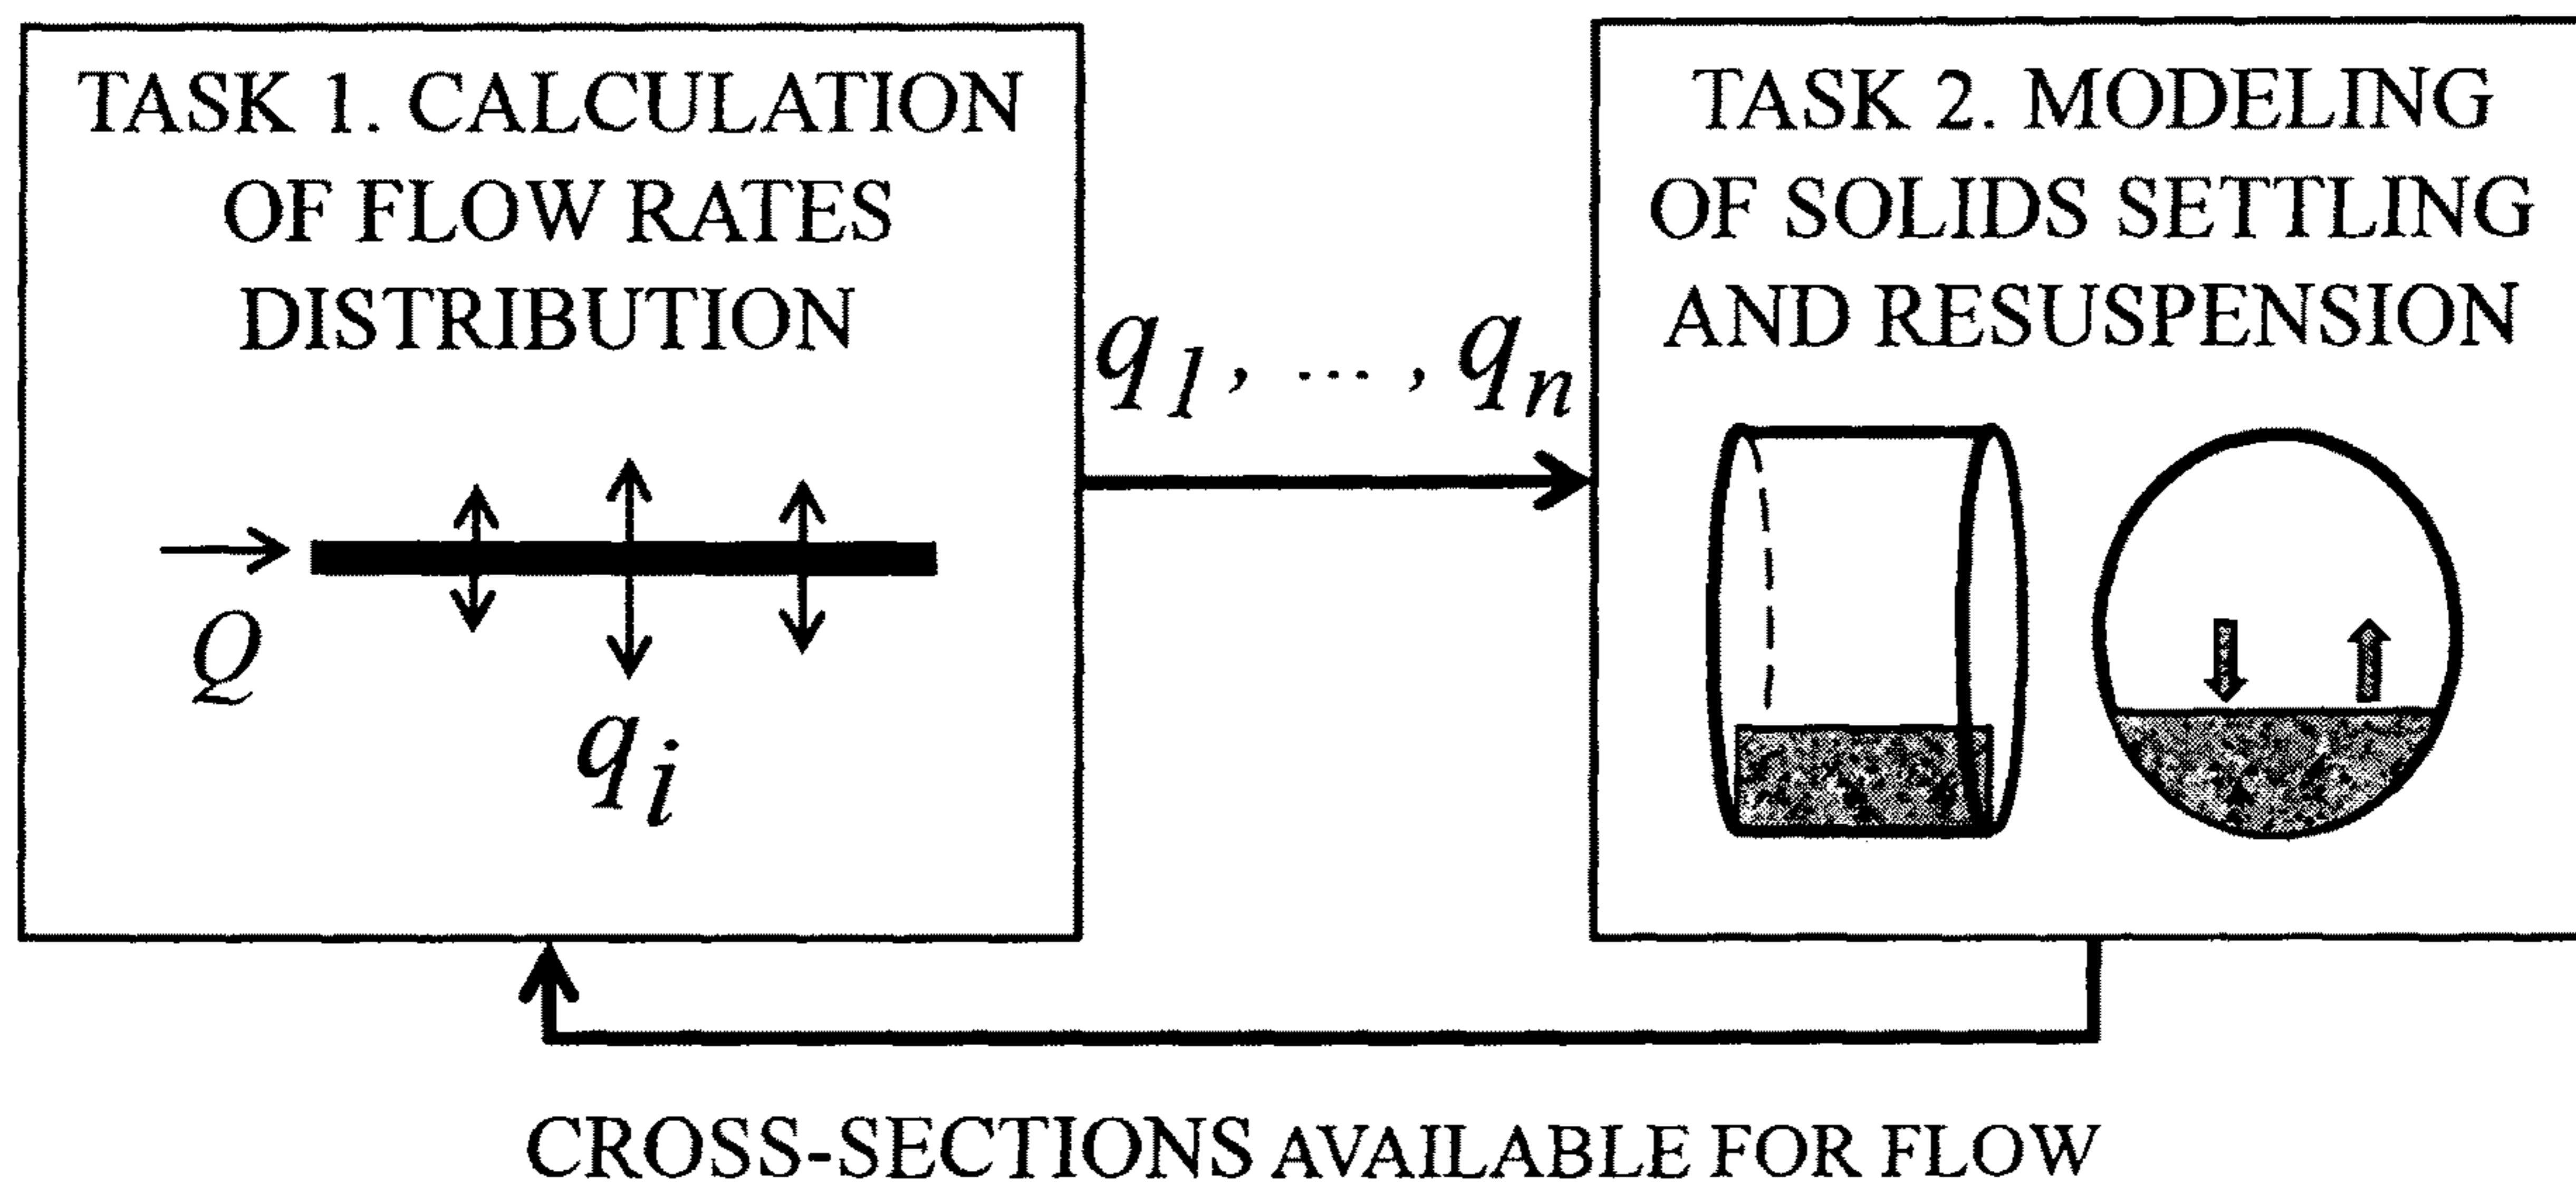 TASK 1. CALCULATION
OF FLOW RATES
DISTRIBUTION
Q
q_i
q_1, ... , q_n
TASK 2. MODELING
OF SOLIDS SETTLING
AND RESUSPENSION
CROSS-SECTIONS AVAILABLE FOR FLOW